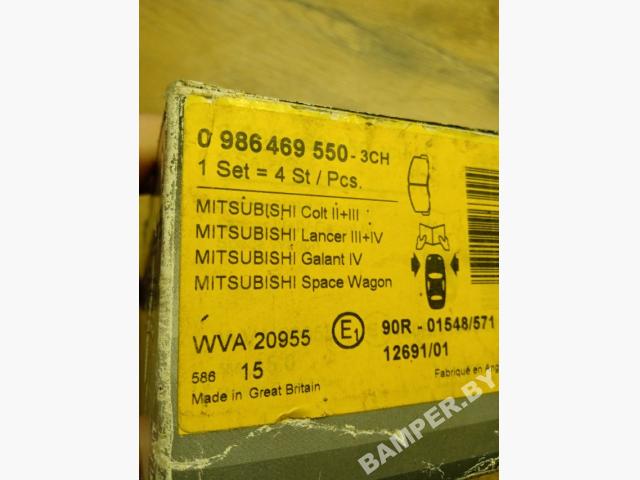 0 986 469 550 - 3CH
1 Set = 4 St / Pcs.
MITSUBISHI Colt II+III
MITSUBISHI Lancer III+IV
MITSUBISHI Galant IV
MITSUBISHI Space Wagon
WVA 20955
E1
90R - 01548/571
12691/01
586 15
Made in Great Britain
Fabriqué en
BAMPER.BY